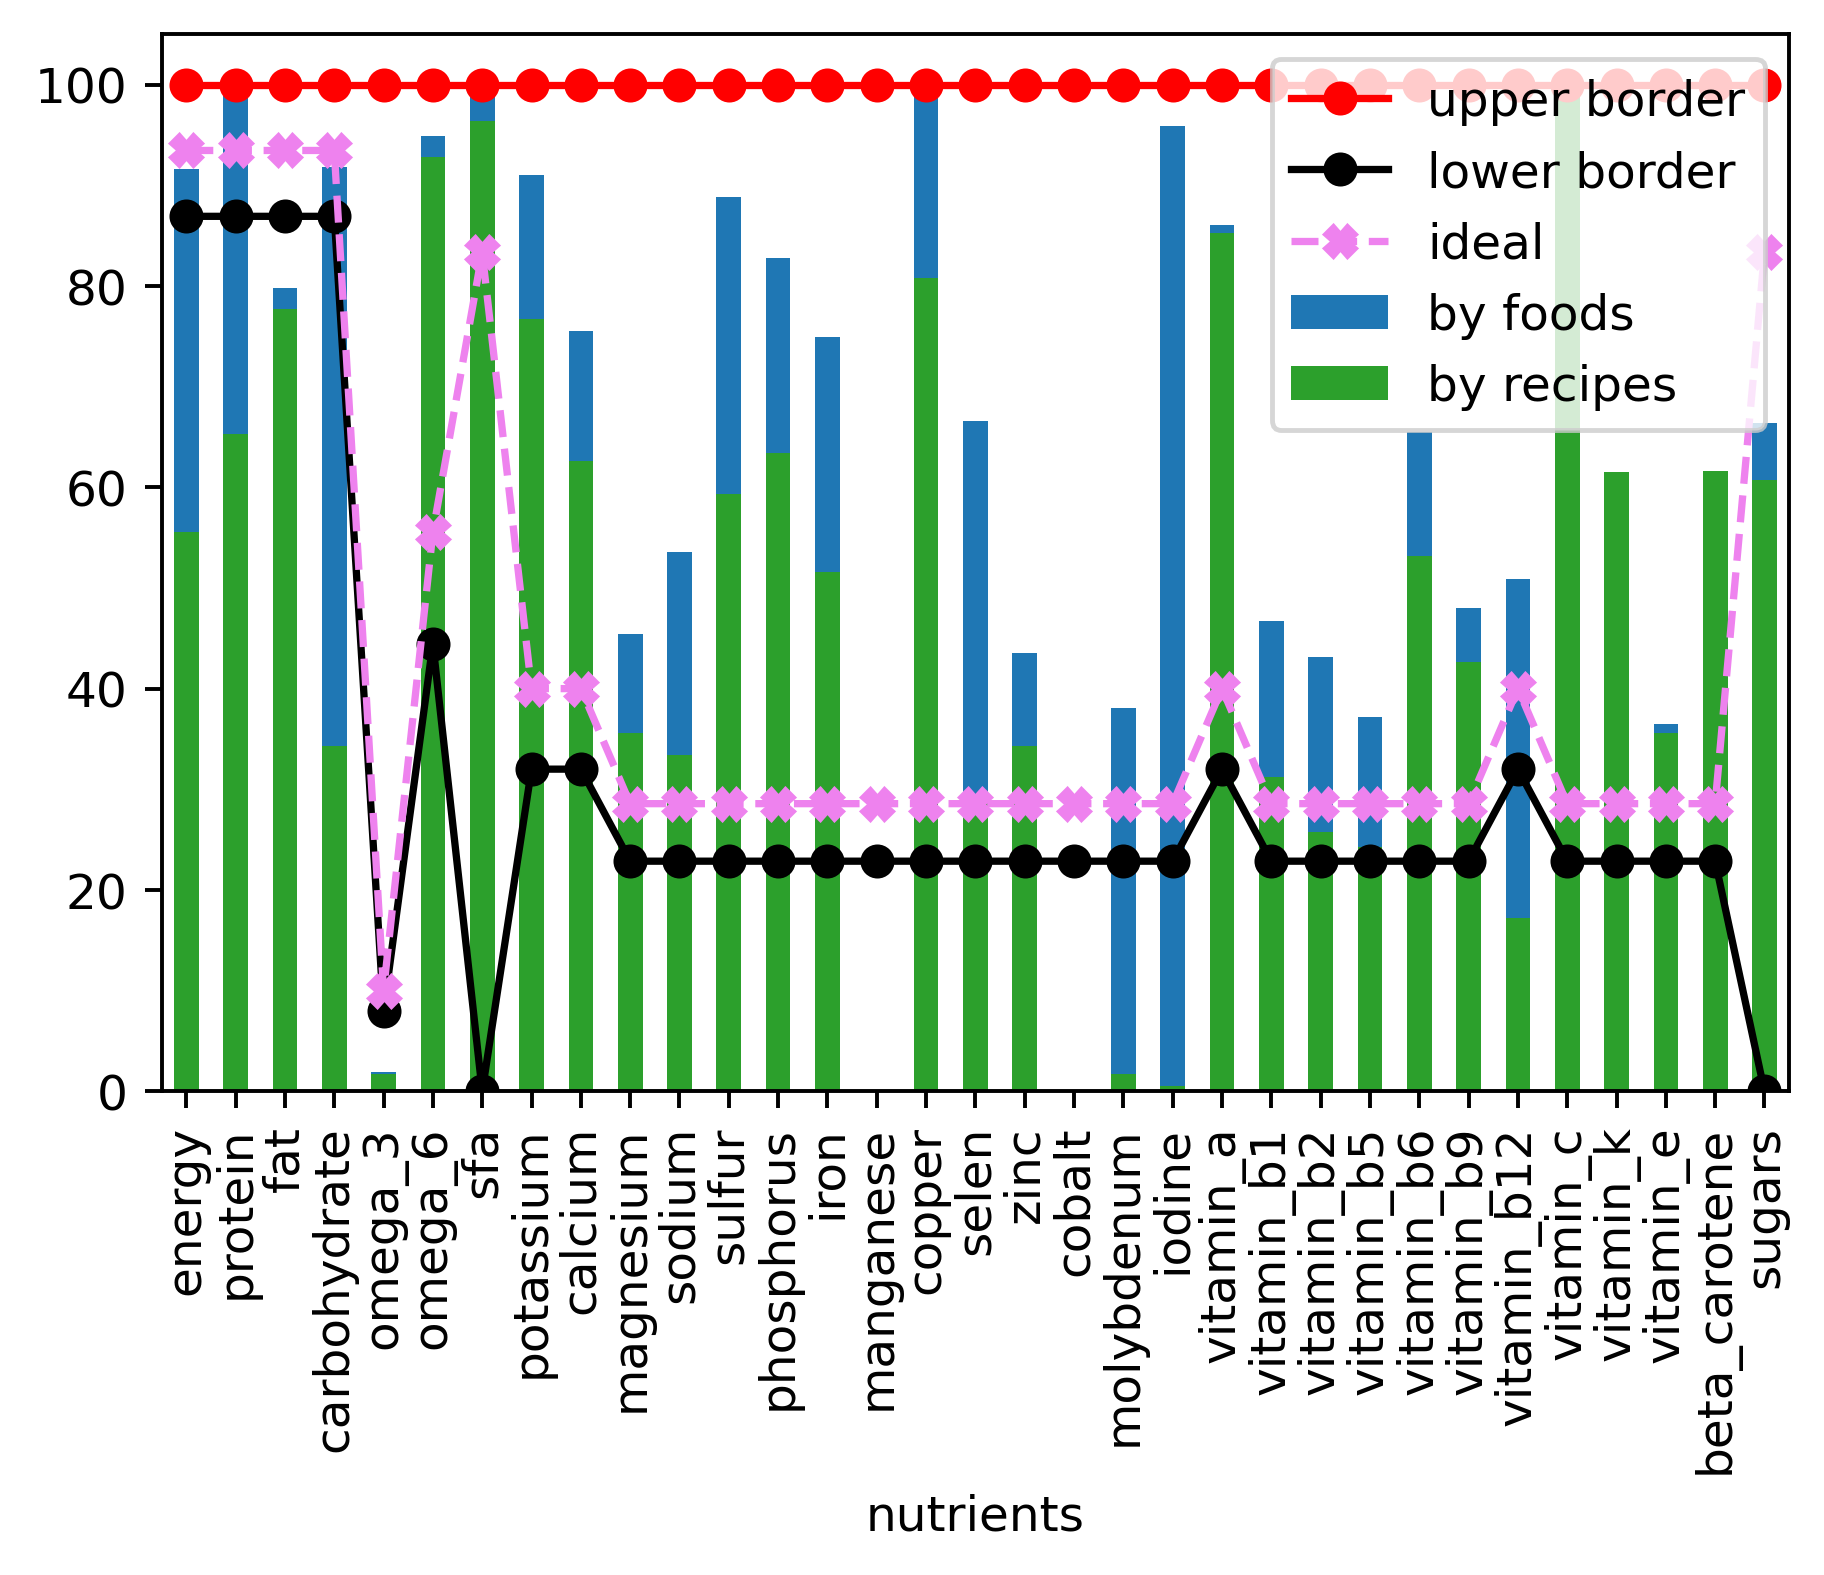 100
80
60
40
20
0
upper border
lower border
ideal
by foods
by recipes
energy
protein
fat
carbohydrate
omega_3
omega_6
sfa
potassium
calcium
magnesium
sodium
sulfur
phosphorus
iron
manganese
copper
selen
zinc
cobalt
molybdenum
iodine
vitamin_a
vitamin_b1
vitamin_b2
vitamin_b5
vitamin_b6
vitamin_b9
vitamin_b12
vitamin_c
vitamin_k
vitamin_e
beta_carotene
sugars
nutrients